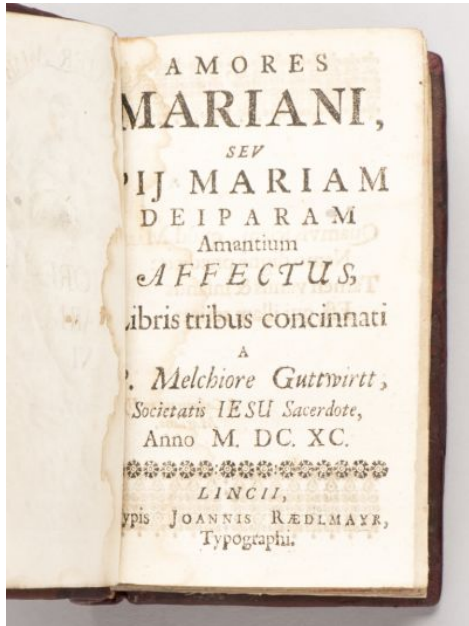 AMORES
MARIANI,
SEV
PIJ MARIAM
DEIPARAM
Amantium
AFFECTUS,
Libris tribus concinnati
A
P. Melchiore Guttwirtt,
Societatis IESU Sacerdote,
Anno M. DC. XC.
LINCII,
Typis JOANNIS RÆDLMAYR,
Typographi.